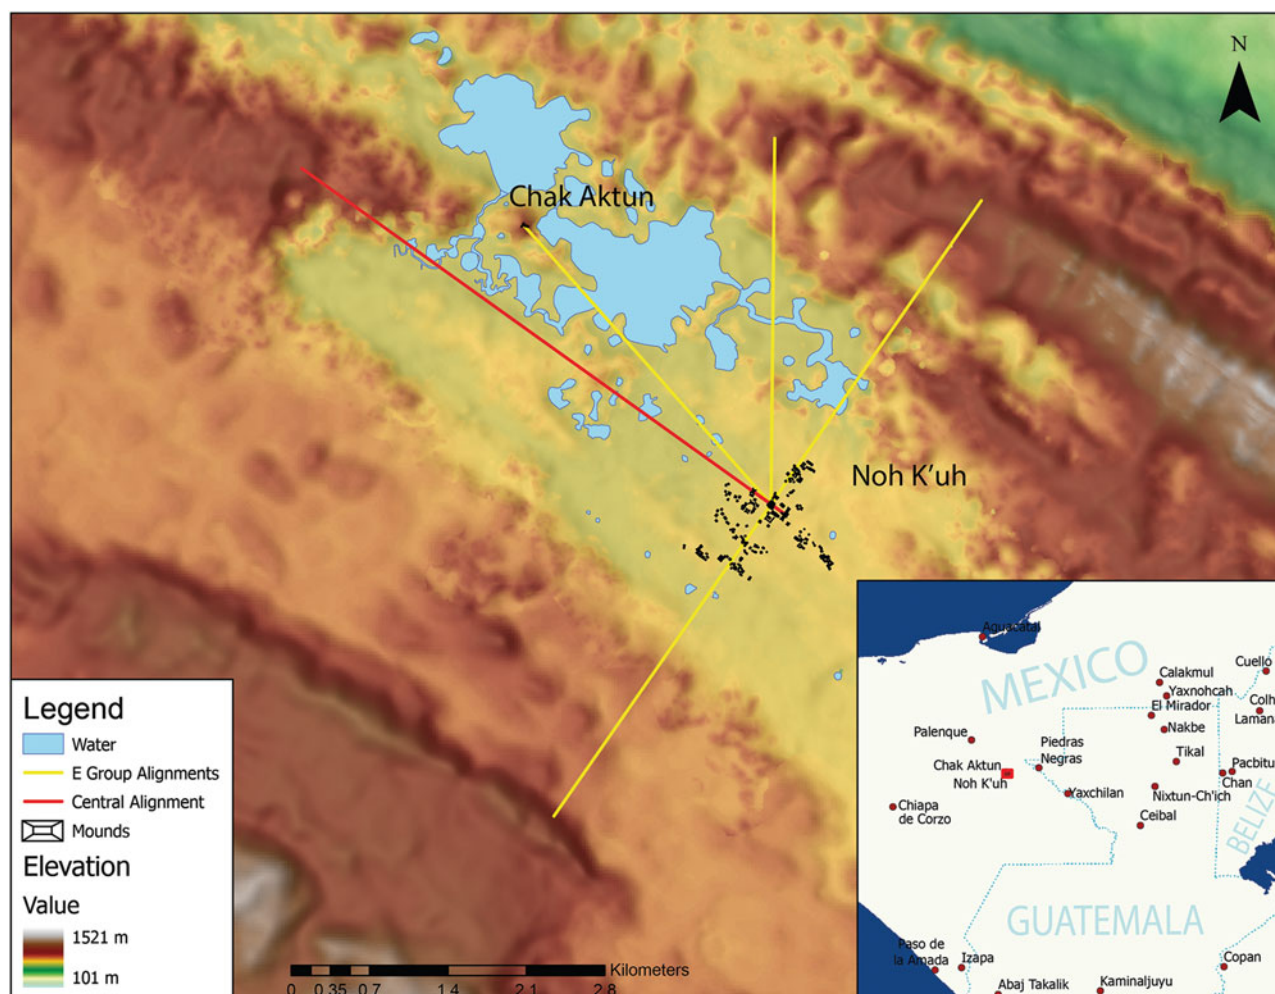 N
Chak Aktun
Noh K'uh
Legend
Water
E Group Alignments
Central Alignment
Mounds
Elevation
Value
1521 m
101 m
Kilometers
0 0.35 0.7 1.4 2.1 2.8
Aguacatal
MEXICO
Cuello
Calakmul
Yaxnohcah
El Mirador
Colh
Lamana
Nakbe
Palenque
Piedras
Negras
Tikal
Chak Aktun
Noh K'uh
Pacbitu
Chan
Yaxchilan
Nixtun-Ch'ich
Chiapa
de Corzo
Ceibal
BELIZE
GUATEMALA
Paso de
la Amada
Izapa
Copan
Abaj Takalik
Kaminaljuyu